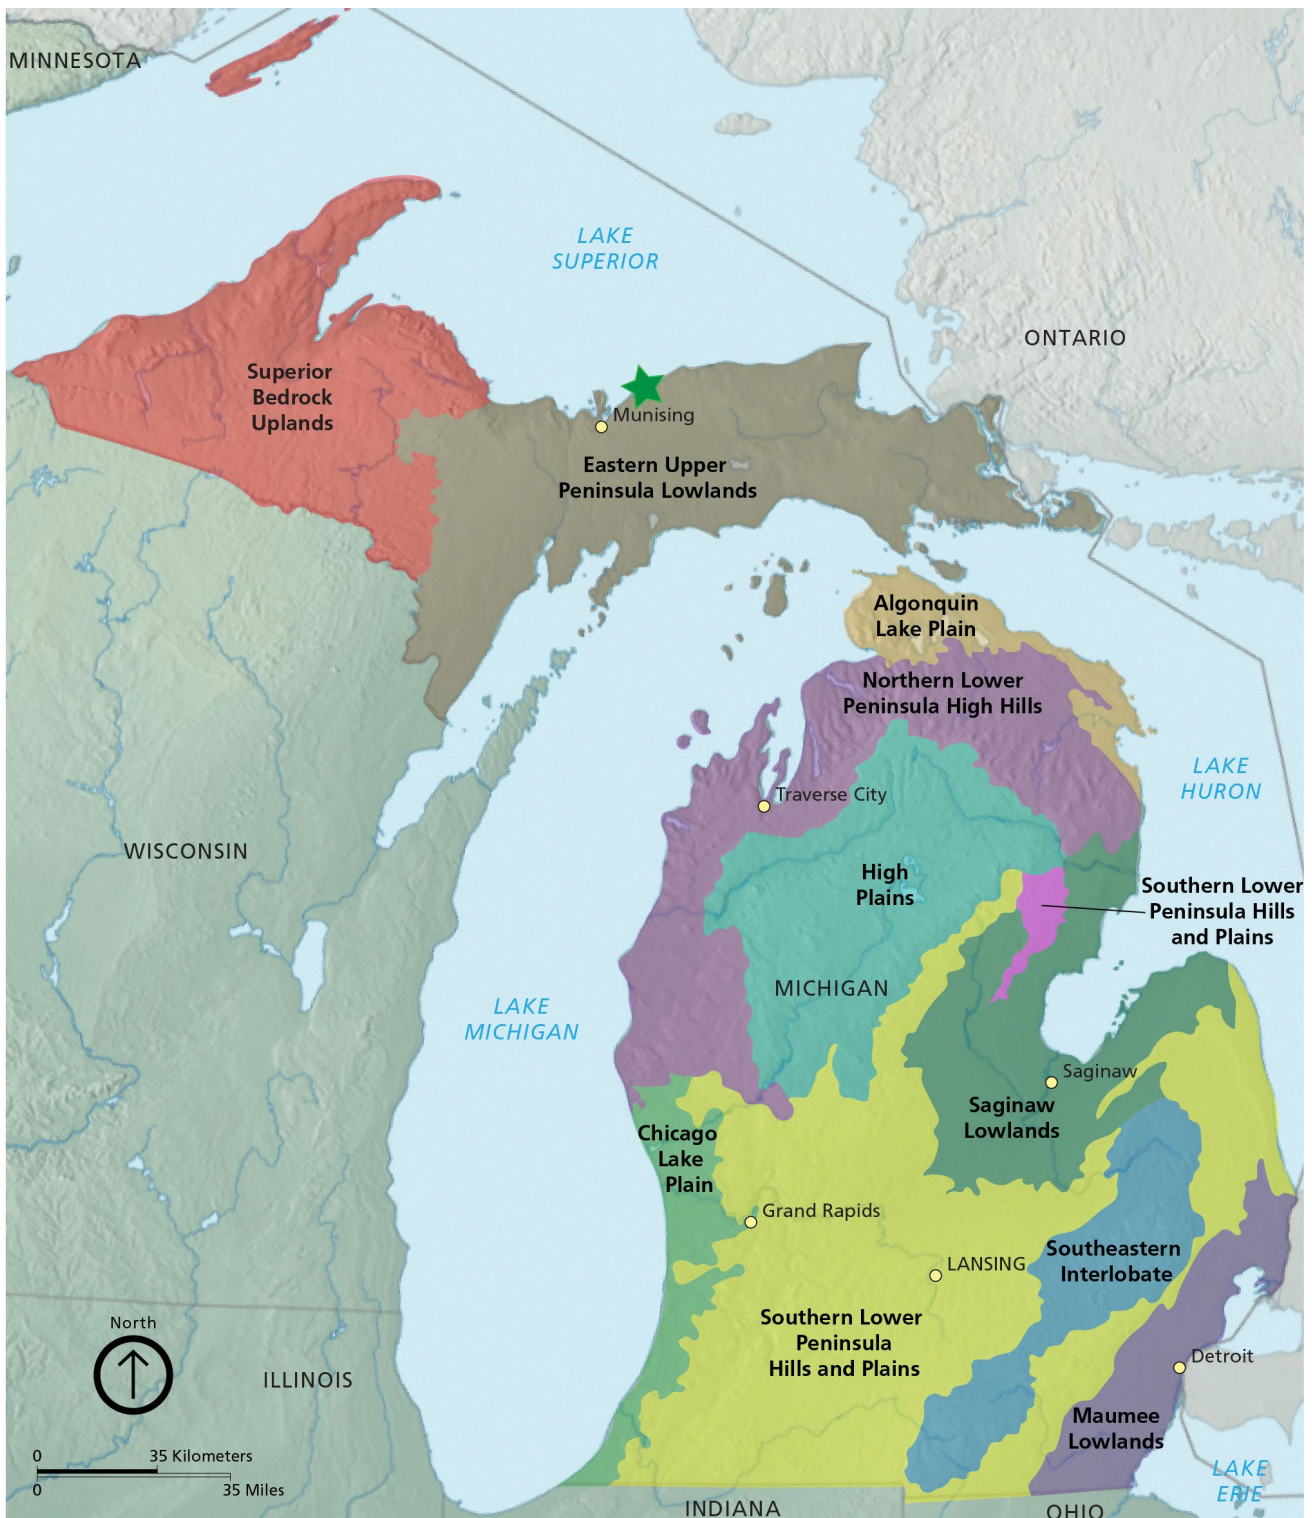 MINNESOTA
LAKE
SUPERIOR
ONTARIO
Superior
Bedrock
Uplands
Munising
Eastern Upper
Peninsula Lowlands
Algonquin
Lake Plain
Northern Lower
Peninsula High Hills
LAKE
HURON
Traverse City
WISCONSIN
High
Plains
Southern Lower
Peninsula Hills
and Plains
MICHIGAN
LAKE
MICHIGAN
Saginaw
Saginaw
Lowlands
Chicago
Lake
Plain
Grand Rapids
LANSING
Southeastern
Interlobate
Southern Lower
Peninsula
Hills and Plains
North
Detroit
ILLINOIS
Maumee
Lowlands
0 35 Kilometers
0 35 Miles
LAKE
ERIE
INDIANA
OHIO